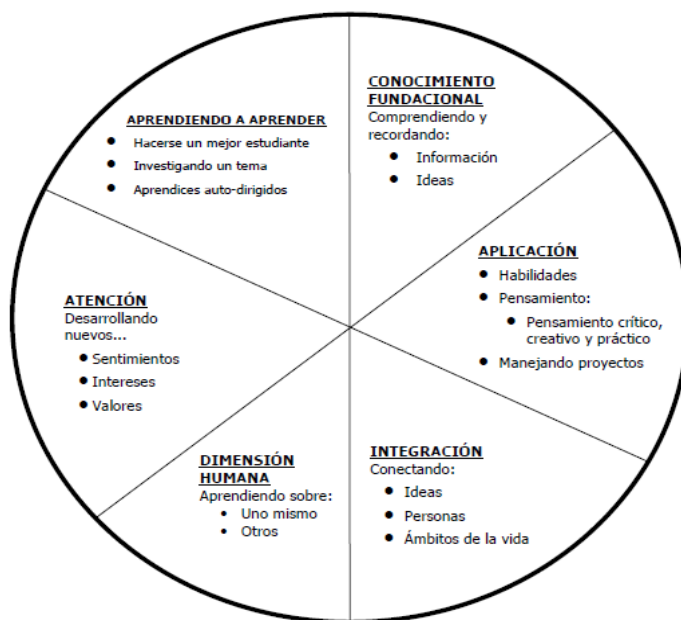 CONOCIMIENTO
FUNDACIONAL
Comprendiendo y
recordando:
● Información
● Ideas
APLICACIÓN
● Habilidades
● Pensamiento:
● Pensamiento crítico,
creativo y práctico
● Manejando proyectos
INTEGRACIÓN
Conectando:
● Ideas
● Personas
● Ámbitos de la vida
DIMENSIÓN
HUMANA
Aprendiendo sobre:
• Uno mismo
• Otros
ATENCIÓN
Desarrollando
nuevos...
● Sentimientos
● Intereses
● Valores
APRENDIENDO A APRENDER
● Hacerse un mejor estudiante
● Investigando un tema
● Aprendices auto-dirigidos